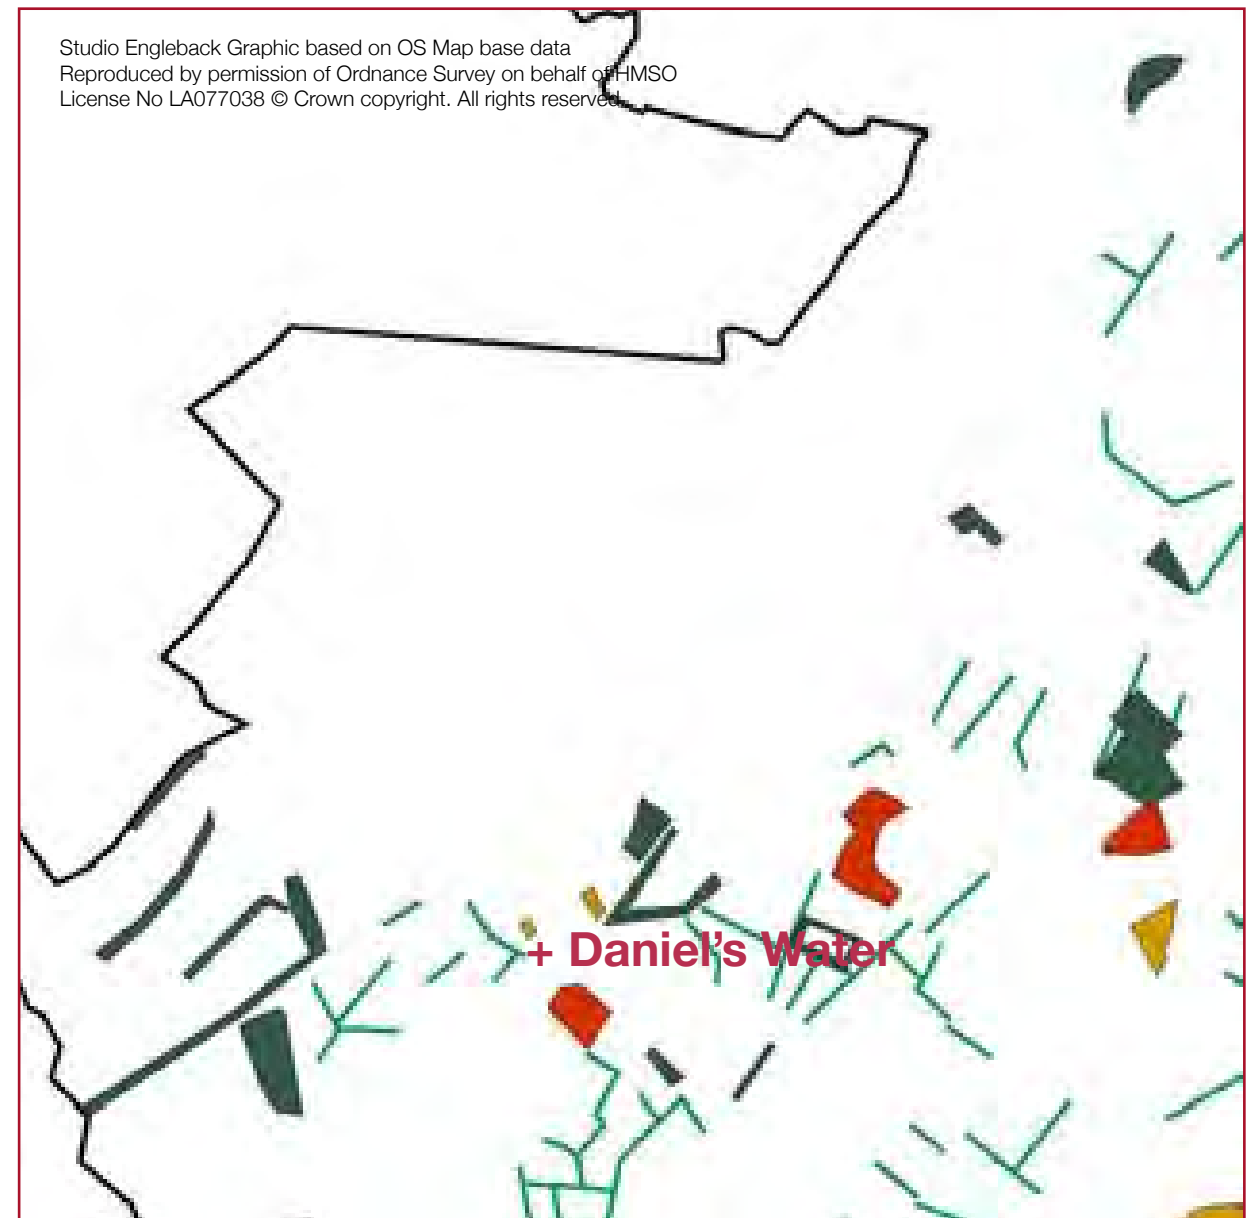 Studio Engleback Graphic based on OS Map base data
Reproduced by permission of Ordnance Survey on behalf of HMSO
License No LA077038 © Crown copyright. All rights reserved.
+ Daniel’s Water